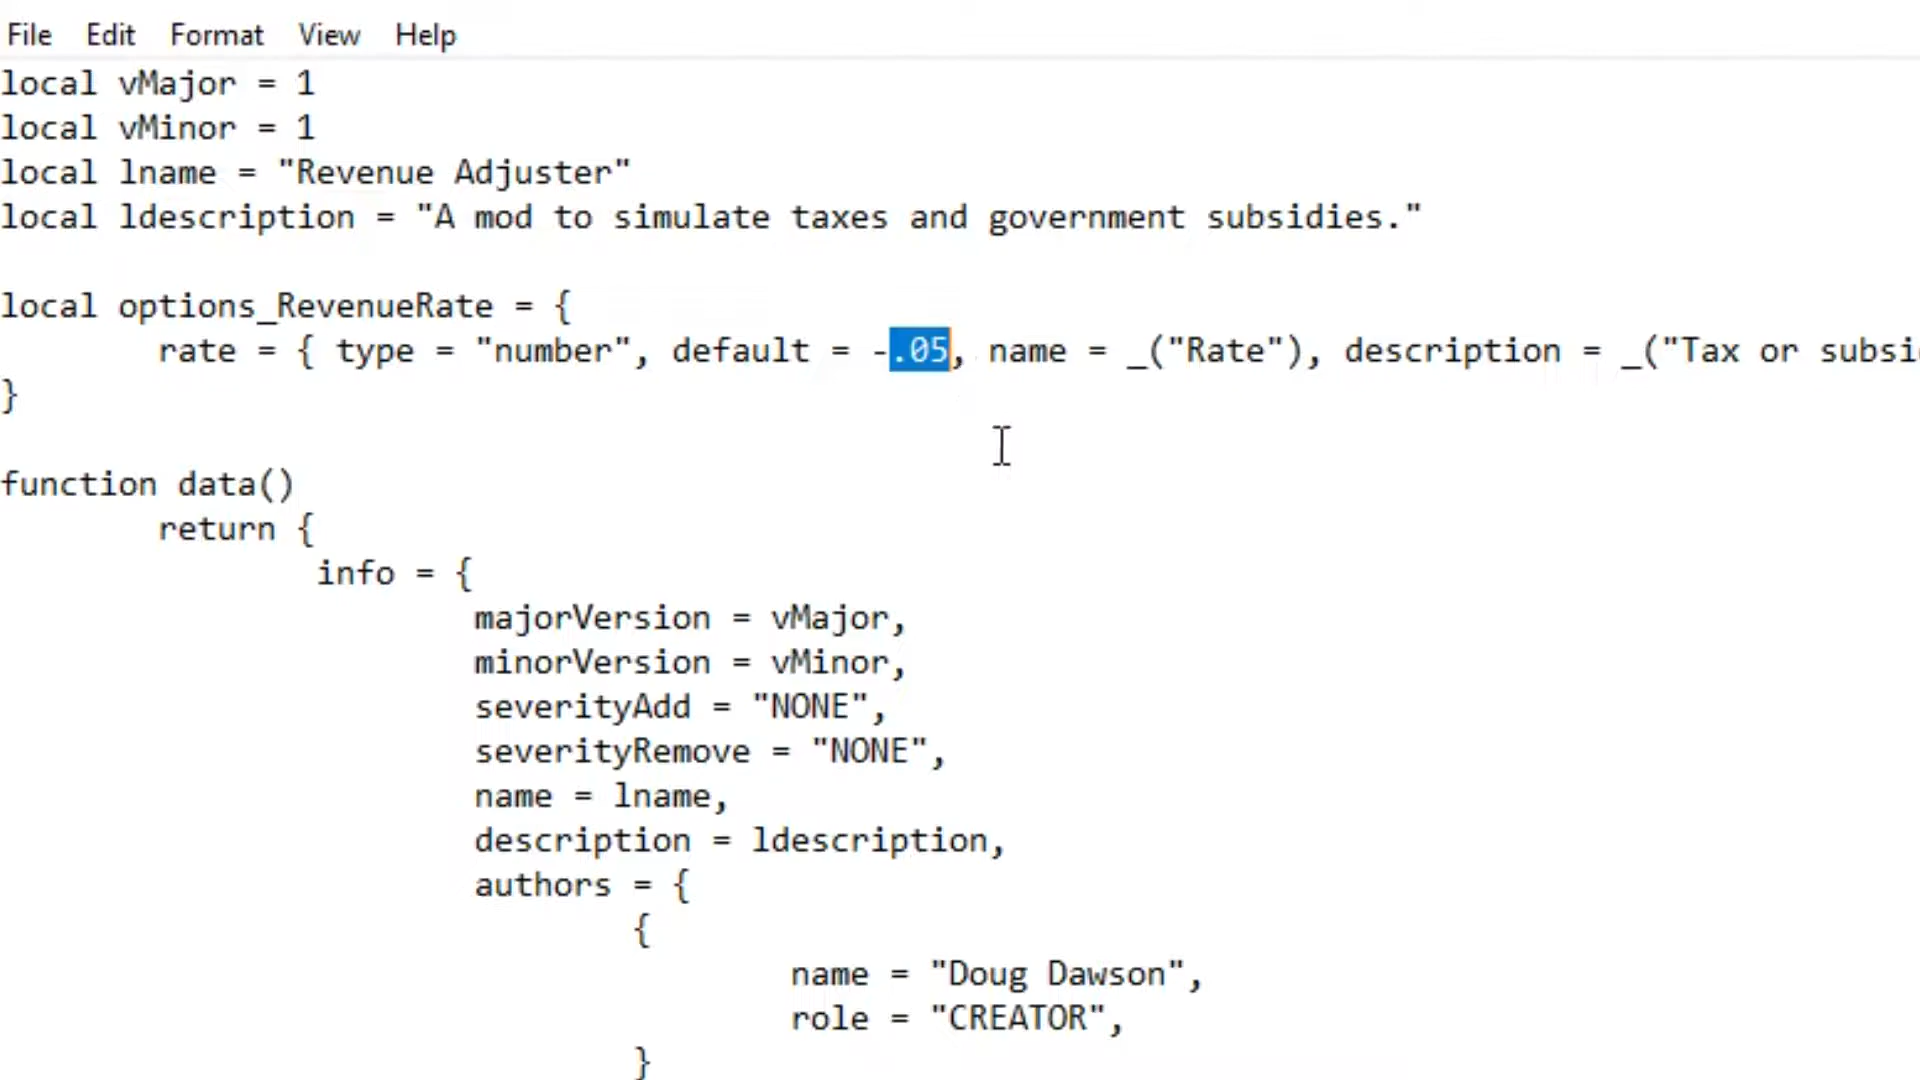 File Edit Format View Help
local vMajor = 1
local vMinor = 1
local lname = "Revenue Adjuster"
local ldescription = "A mod to simulate taxes and government subsidies."
local options_RevenueRate = {
rate = { type = "number", default = -.05, name = _("Rate"), description = _("Tax or subsi
}
function data()
return {
info = {
majorVersion = vMajor,
minorVersion = vMinor,
severityAdd = "NONE",
severityRemove = "NONE",
name = lname,
description = ldescription,
authors = {
{
name = "Doug Dawson",
role = "CREATOR",
}